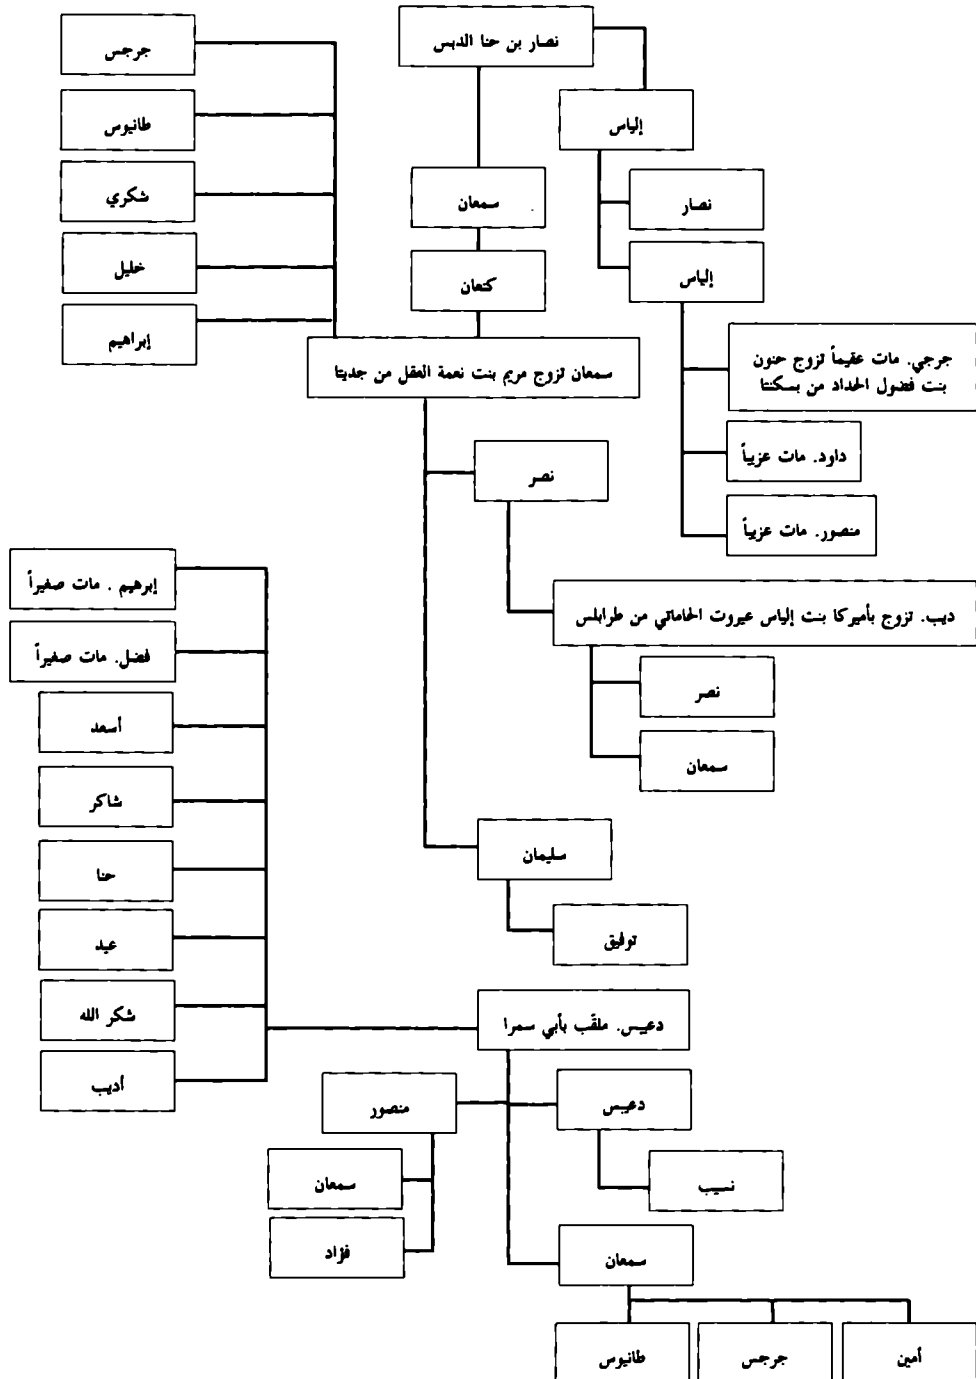 نصار بن حنا الدبس
إلياس
نصار
إلياس
جرجي. مات عقيماً تزوج حنون
بنت فضول الحداد من بسكنتا
داود. مات عزيباً
منصور. مات عزيباً
سمعان
كنعان
سمعان تزوج مريم بنت نعمة العقل من جديتا
جرجس
طانيوس
شكري
خليل
إبراهيم
نصر
ديب. تزوج بأميركا بنت إلياس عيروت الحاماتي من طرابلس
نصر
سمعان
سليمان
توفيق
دعيس. ملقّب بأبي سمرا
إبرهيم . مات صغيراً
فضل. مات صغيراً
أسعد
شاكر
حنا
عيد
شكر الله
أديب
دعيس
نسيب
منصور
سمعان
فؤاد
سمعان
أمين
جرجس
طانيوس